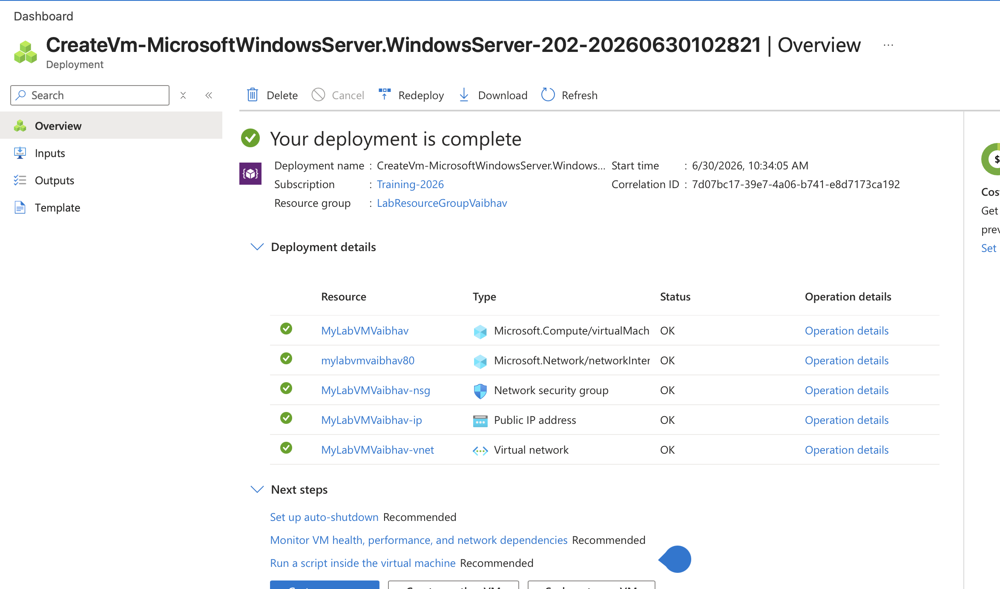 Dashboard
CreateVm-MicrosoftWindowsServer.WindowsServer-202-20260630102821 | Overview ...
Deployment
Search
Delete Cancel Redeploy Download Refresh
Overview
Inputs
Outputs
Template
Your deployment is complete
Deployment name : CreateVm-MicrosoftWindowsServer.Windows... Start time : 6/30/2026, 10:34:05 AM
Subscription : Training-2026 Correlation ID : 7d07bc17-39e7-4a06-b741-e8d7173ca192
Resource group : LabResourceGroupVaibhav
$
Get
Set
Deployment details
Resource Type Status Operation details
MyLabVMVaibhav Microsoft.Compute/virtualMach OK Operation details
mylabvmvaibhav80 Microsoft.Network/networkInter OK Operation details
MyLabVMVaibhav-nsg Network security group OK Operation details
MyLabVMVaibhav-ip Public IP address OK Operation details
MyLabVMVaibhav-vnet Virtual network OK Operation details
Next steps
Set up auto-shutdown Recommended
Monitor VM health, performance, and network dependencies Recommended
Run a script inside the virtual machine Recommended